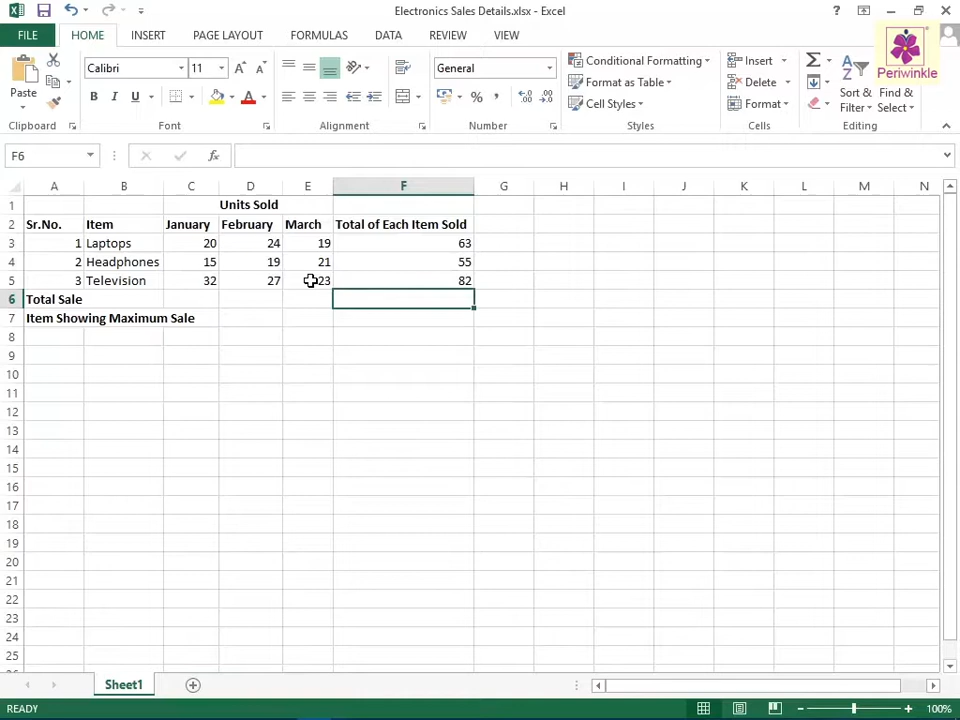 Electronics Sales Details.xlsx - Excel
?
FILE HOME INSERT PAGE LAYOUT FORMULAS DATA REVIEW VIEW
Periwinkle
Paste
Calibri 11
B I U
A
General
%
Conditional Formatting
Format as Table
Cell Styles
Insert
Delete
Format
Sort & Filter
Find & Select
Clipboard Font Alignment Number Styles Cells Editing
F6
fx
A B C D E F G H I J K L M N
1 Units Sold
2 Sr.No. Item January February March Total of Each Item Sold
3 1 Laptops 20 24 19 63
4 2 Headphones 15 19 21 55
5 3 Television 32 27 23 82
6 Total Sale
7 Item Showing Maximum Sale
8
9
10
11
12
13
14
15
16
17
18
19
20
21
22
23
24
25
Sheet1
READY 100%